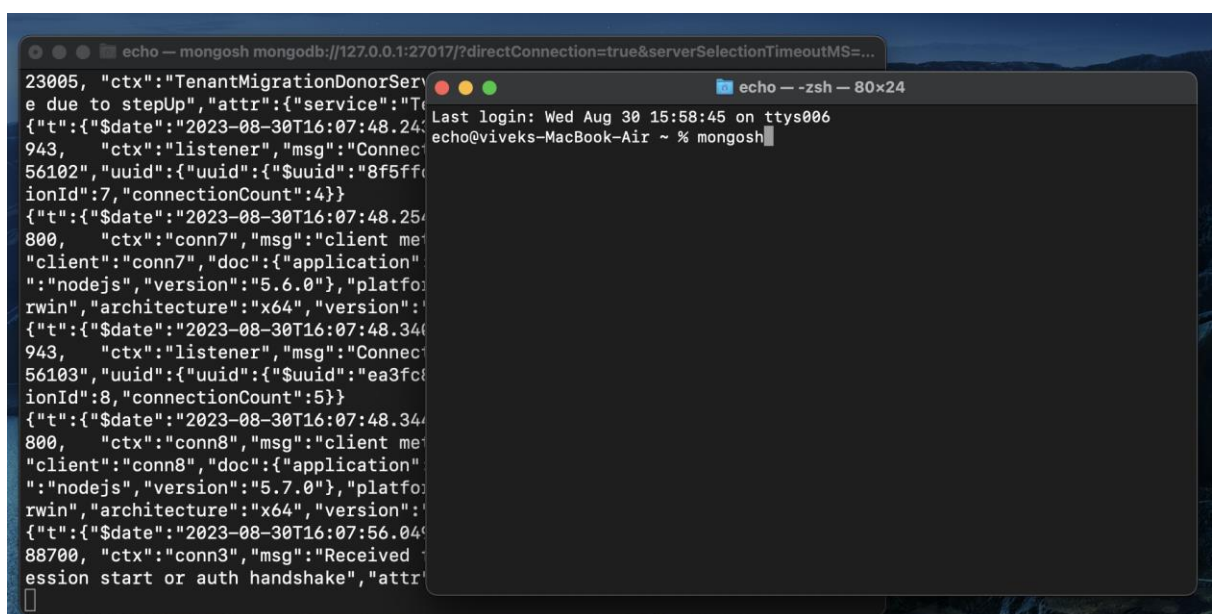 echo — mongosh mongodb://127.0.0.1:27017/?directConnection=true&serverSelectionTimeoutMS=...
23005, "ctx":"TenantMigrationDonorSer
e due to stepUp","attr":{"service":"T
{"t":{"$date":"2023-08-30T16:07:48.24
943, "ctx":"listener","msg":"Connec
56102","uuid":{"uuid":{"$uuid":"8f5ff
ionId":7,"connectionCount":4}}
{"t":{"$date":"2023-08-30T16:07:48.254
800, "ctx":"conn7","msg":"client me
"client":"conn7","doc":{"application"
":"nodejs","version":"5.6.0"},"platfo
rwin","architecture":"x64","version":
{"t":{"$date":"2023-08-30T16:07:48.340
943, "ctx":"listener","msg":"Connec
56103","uuid":{"uuid":{"$uuid":"ea3fc8
ionId":8,"connectionCount":5}}
{"t":{"$date":"2023-08-30T16:07:48.344
800, "ctx":"conn8","msg":"client me
"client":"conn8","doc":{"application"
":"nodejs","version":"5.7.0"},"platfo
rwin","architecture":"x64","version":
{"t":{"$date":"2023-08-30T16:07:56.049
88700, "ctx":"conn3","msg":"Received
ession start or auth handshake","attr"
echo — -zsh — 80×24
Last login: Wed Aug 30 15:58:45 on ttys006
echo@viveks-MacBook-Air ~ % mongosh